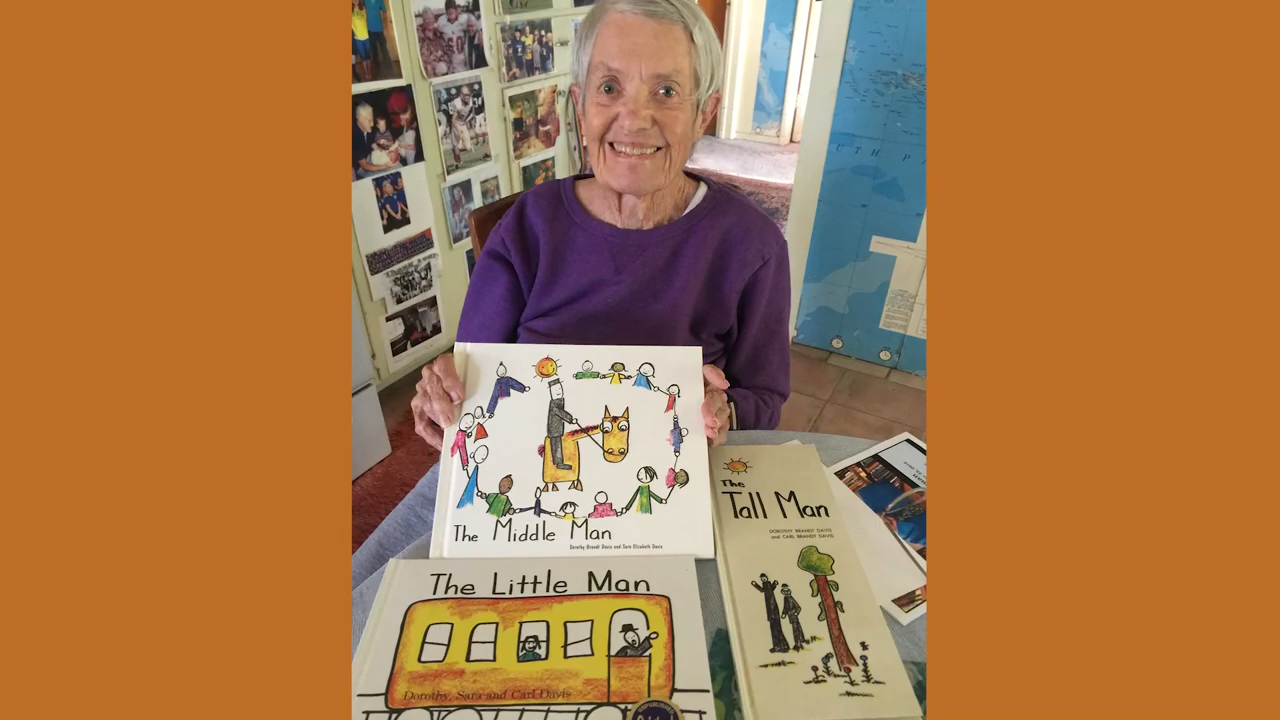 The Middle Man
Dorothy Brandt Davis and Sara Elizabeth Davis
The Little Man
Dorothy, Sara and Carl Davis
The
Tall Man
DOROTHY BRANDT DAVIS
and CARL BRANDT DAVIS